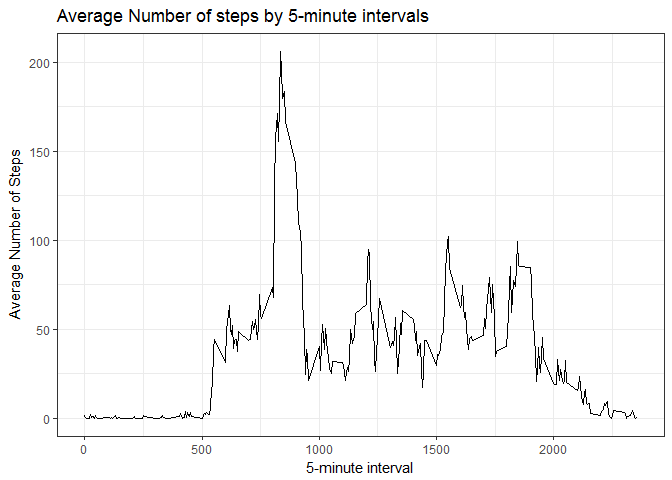 Average Number of steps by 5-minute intervals
Average Number of Steps
200
150
100
50
0
0 500 1000 1500 2000
5-minute interval